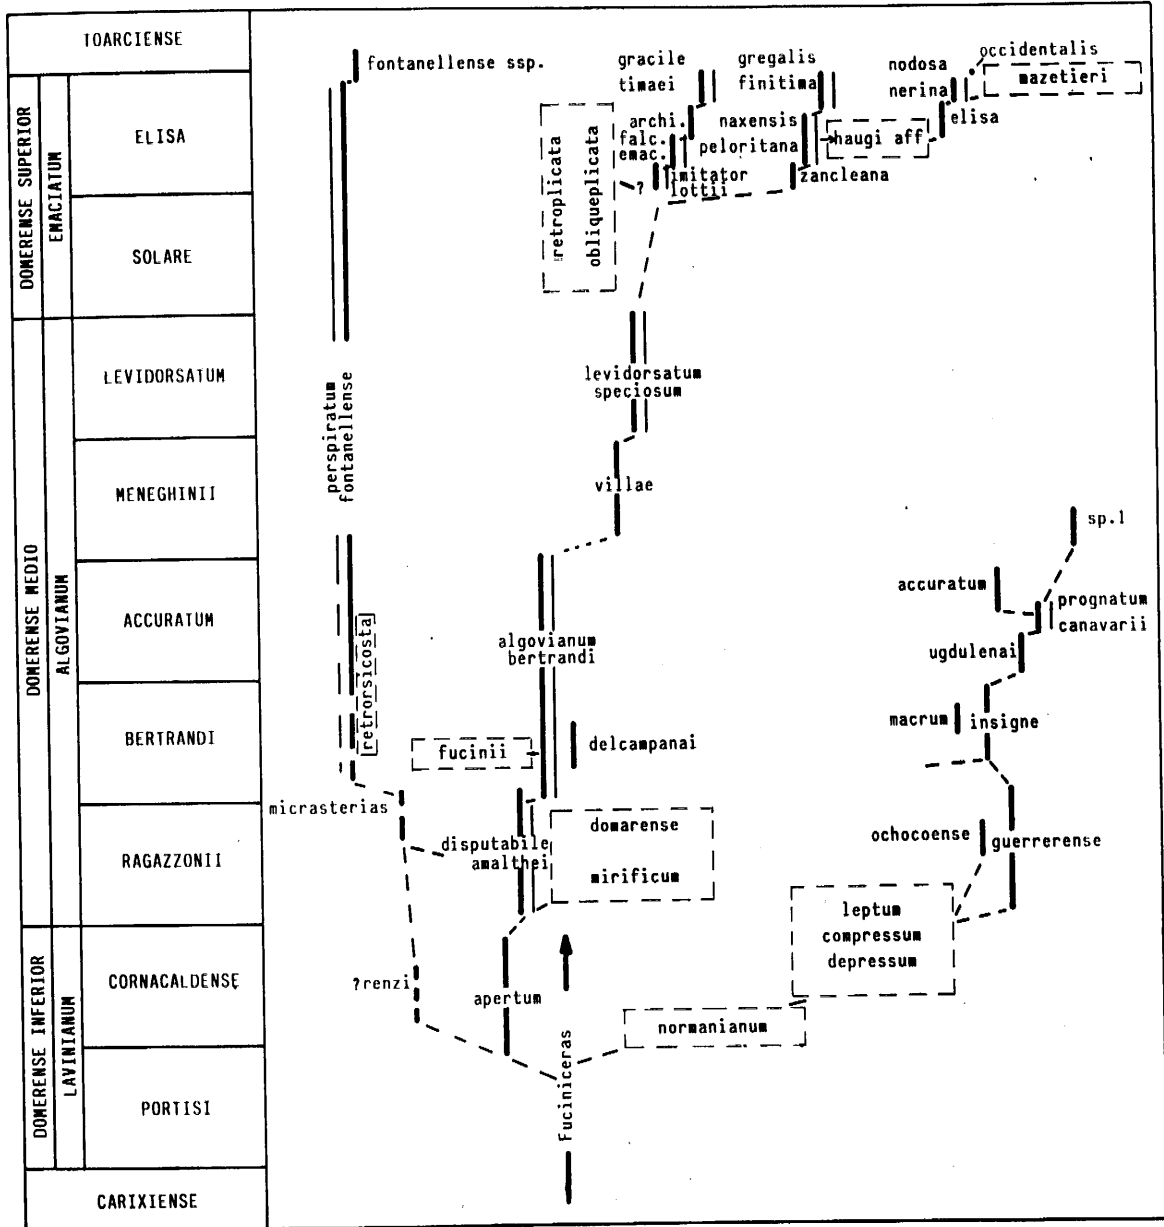 TOARCIENSE
DOMERENSE SUPERIOR
EMACIATUM
ELISA
SOLARE
DOMERENSE MEDIO
ALGOVIANUM
LEVIDORSATUM
MENEGHINII
ACCURATUM
BERTRANDI
RAGAZZONII
DOMERENSE INFERIOR
LAVINIANUM
CORNACALDENSE
PORTISI
CARIXIENSE
fontanellense ssp.
perspiratum
fontanellense
retrorsicosta
micrasterias
?renzi
gracile
timaei
archi.
falc.
emac.
imitator
lottii
?
retroplicata
obliqueplicata
gregalis
finitima
naxensis
peloritana
zancleana
haugi aff
nodosa
nerina
occidentalis
mazetieri
elisa
levidorsatum
speciosum
villae
algovianum
bertrandi
fucinii
delcampanai
disputabile
amalthei
domarense
mirificum
apertum
Fuciniceras
normanianum
leptum
compressum
depressum
ochocoense
guerrerense
macrum
insigne
ugdulenai
accuratum
prognatum
canavarii
sp.1